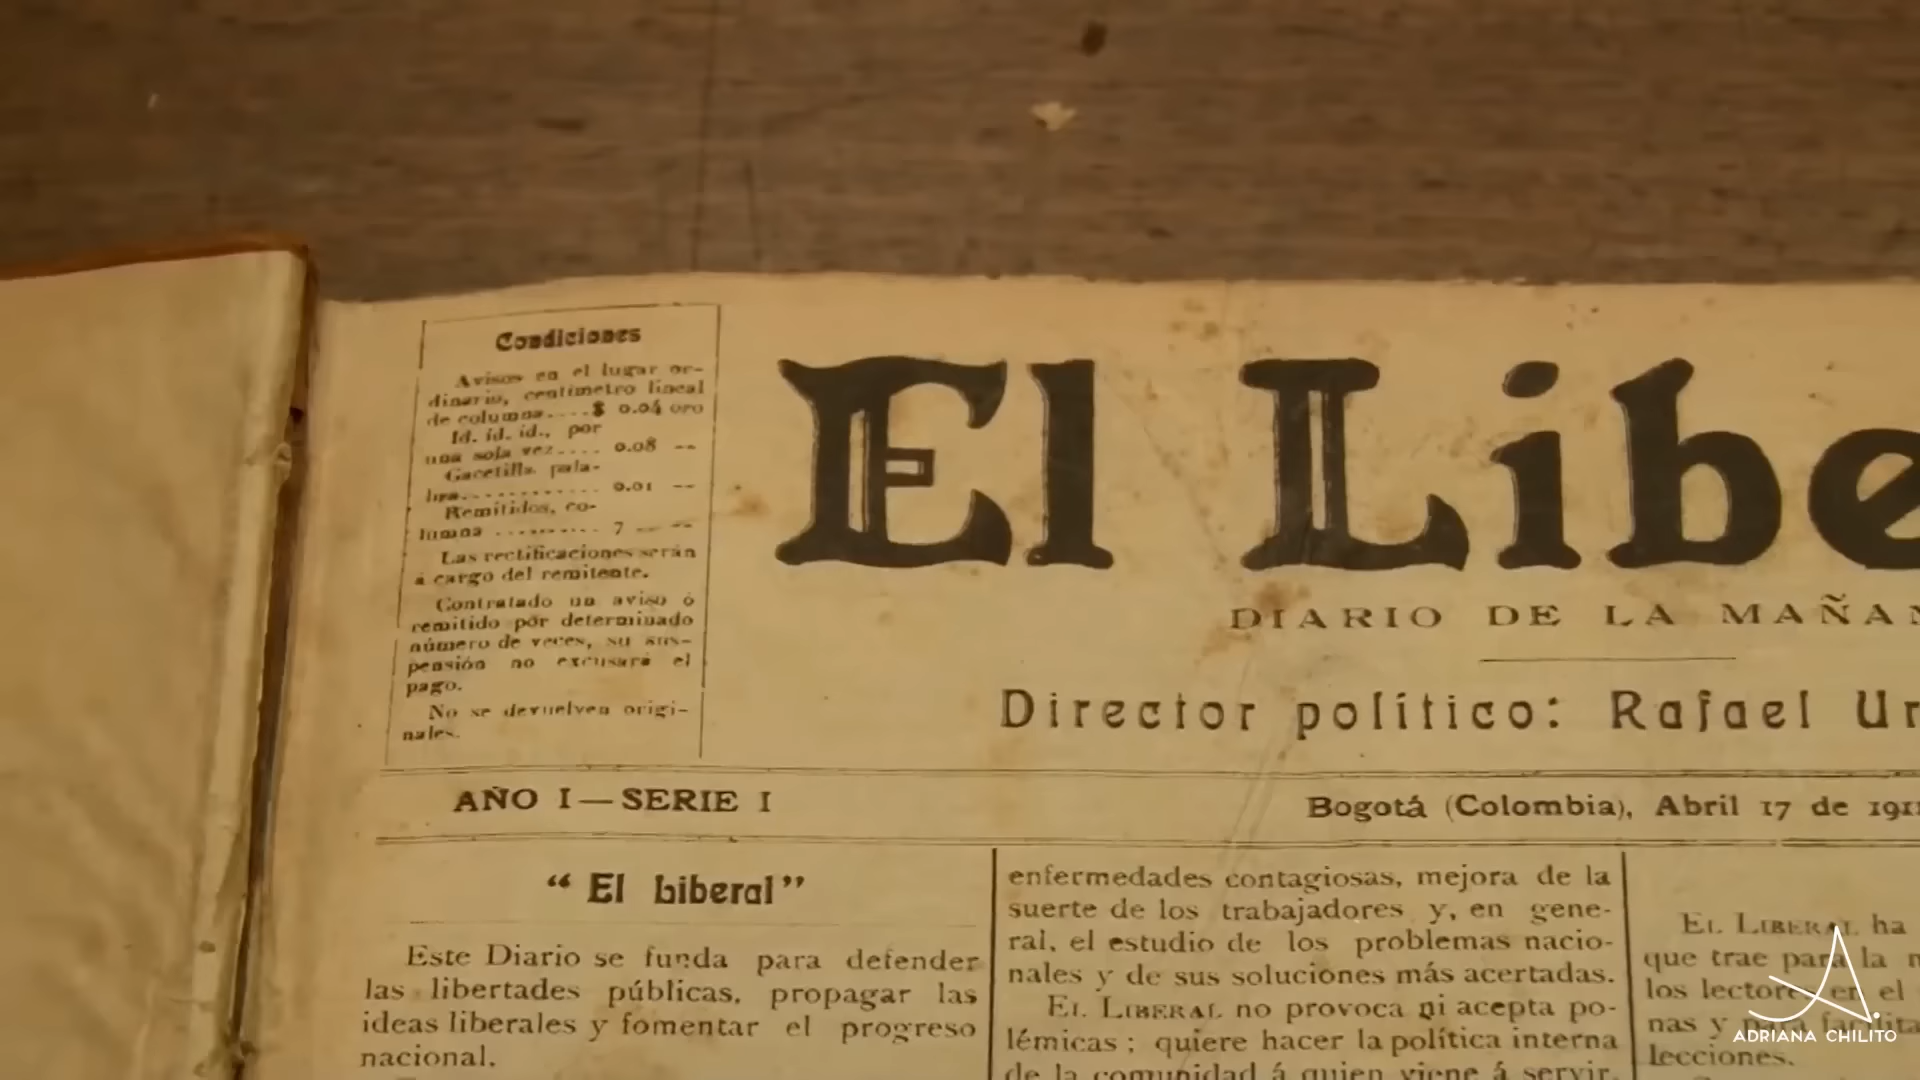 Condiciones
Avisos en el lugar or-
dinario, centímetro lineal
de columna....$ 0.04 oro
Id. íd. íd., por
una sola vez.... 0.08 --
Gacetilla, pala-
bra........... 0.01 --
Remitidos, co-
lumna ......... 7 -- --
Las rectificaciones serán
á cargo del remitente.
Contratado un aviso ó
remitido por determinado
número de veces, su sus-
pensión no excusará el
pago.
No se devuelven origi-
nales.
El Libe
DIARIO DE LA MAÑAN
Director político: Rafael Ur
AÑO I—SERIE I
Bogotá (Colombia), Abril 17 de 191
“ El Liberal”
Este Diario se funda para defender
las libertades públicas, propagar las
ideas liberales y fomentar el progreso
nacional.
enfermedades contagiosas, mejora de la
suerte de los trabajadores y, en gene-
ral, el estudio de los problemas nacio-
nales y de sus soluciones más acertadas.
EL LIBERAL no provoca ni acepta po-
lémicas ; quiere hacer la política interna
de la comunidad á quien viene á servir,
EL LIBERAL ha
que trae para la
los lectores en el
nas y para facilita
lecciones.
ADRIANA CHILITO